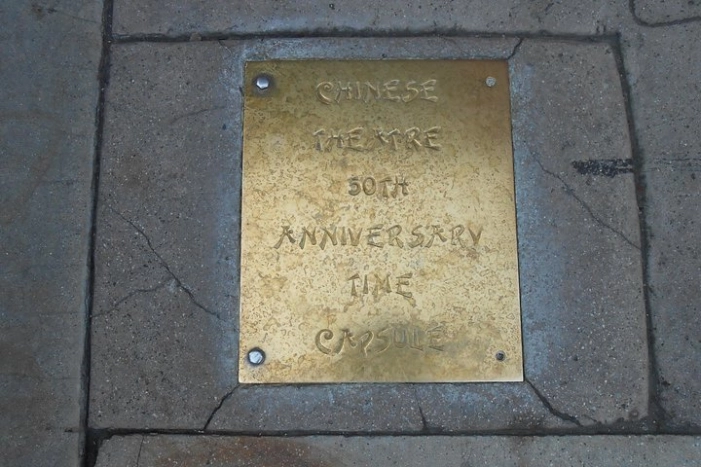 CHINESE
THEATRE
50TH
ANNIVERSARY
TIME
CAPSULE